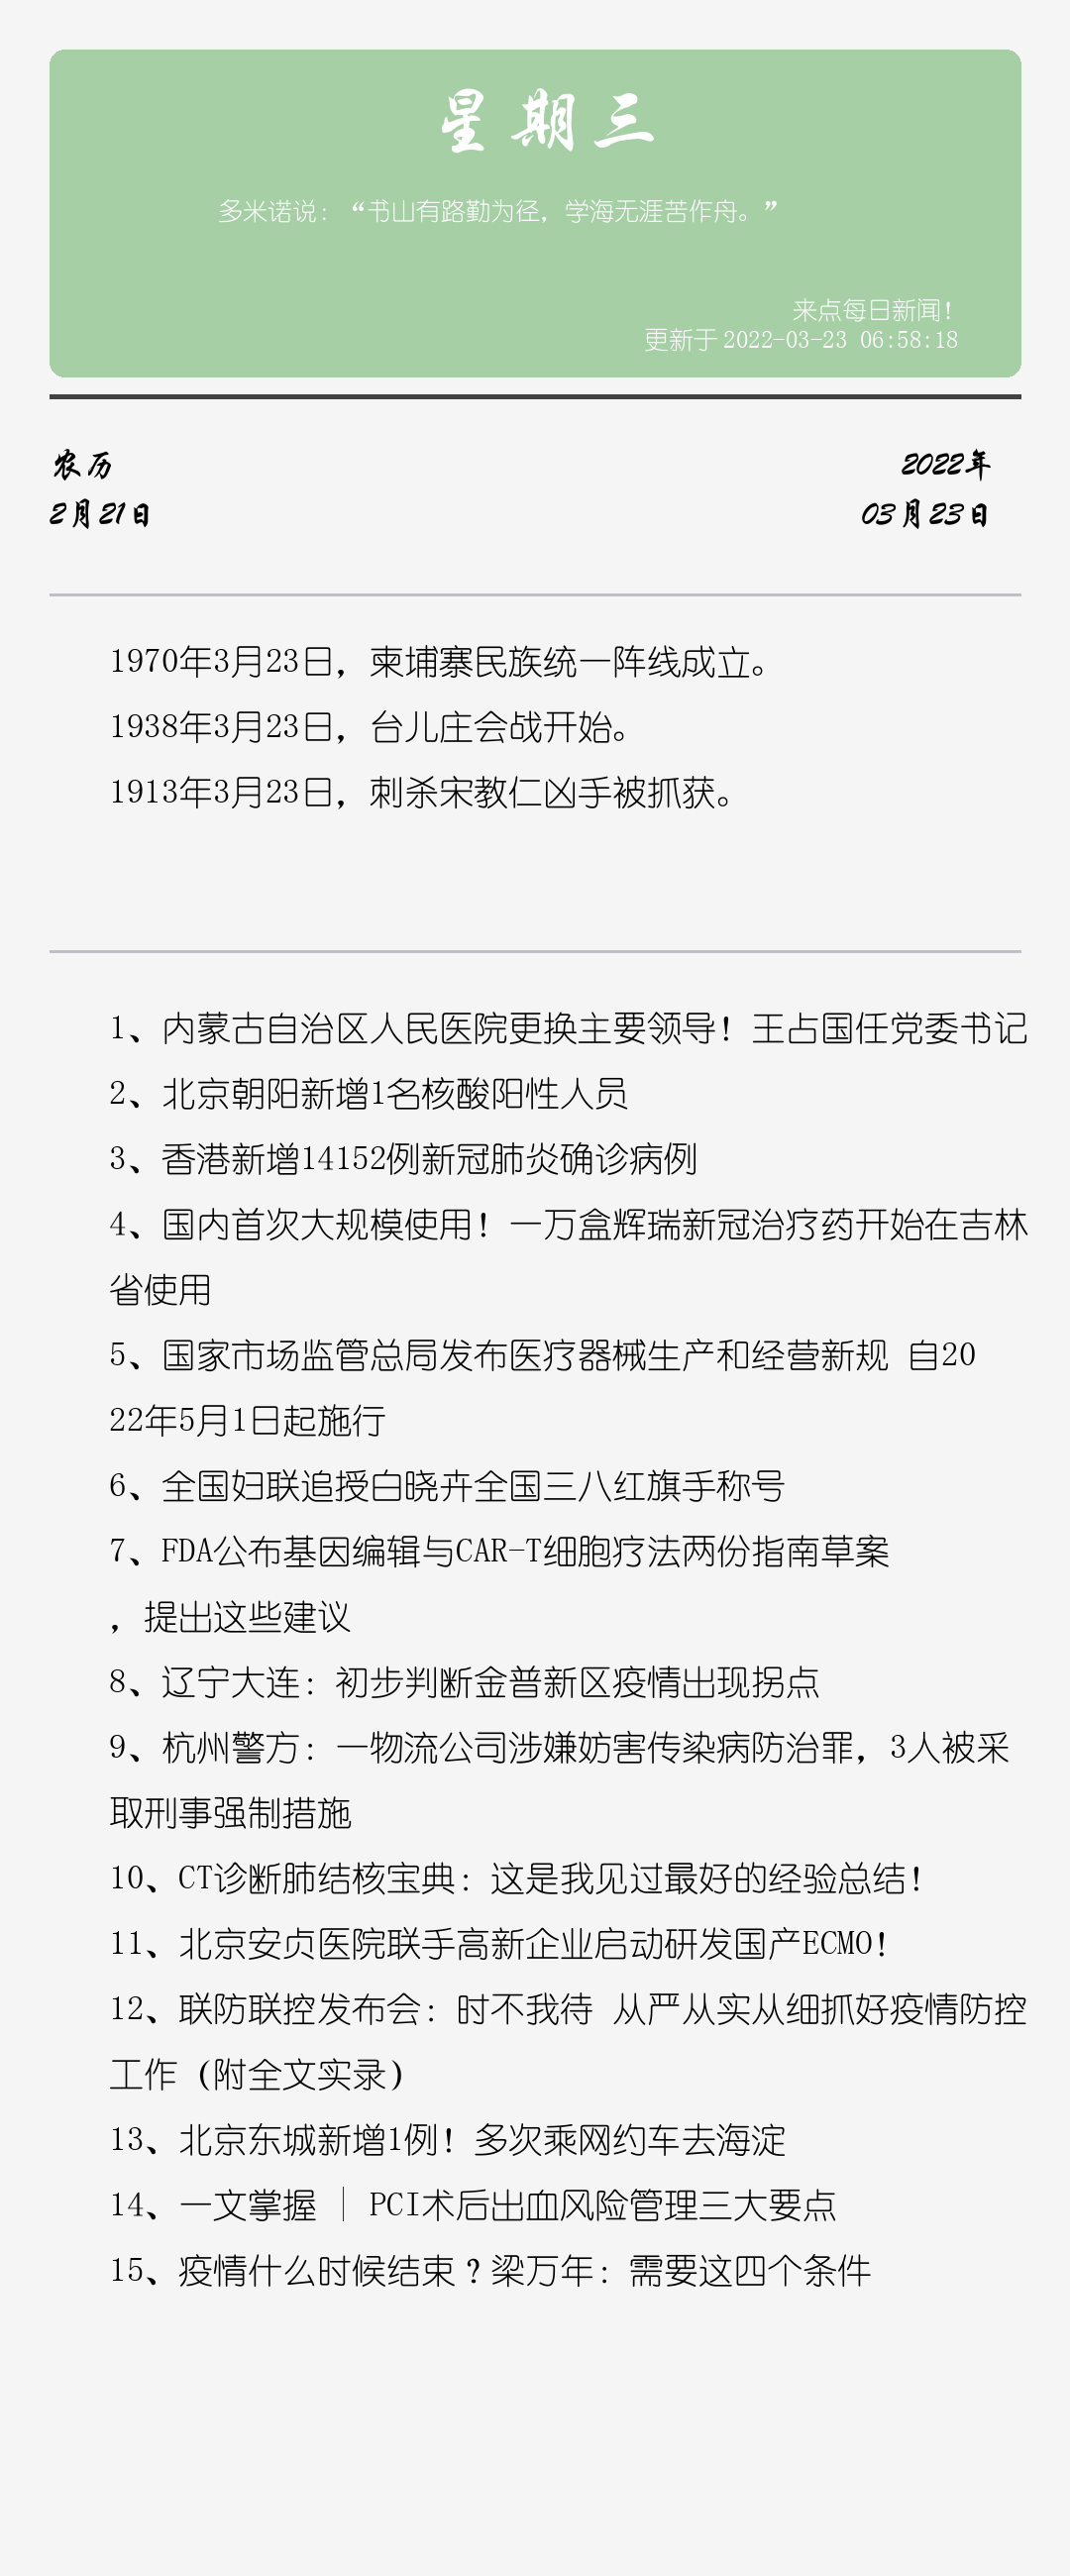 星期三
多米诺说：“书山有路勤为径，学海无涯苦作舟。”
来点每日新闻！
更新于 2022-03-23 06:58:18
农历
2月21日
2022年
03月23日
1970年3月23日，柬埔寨民族统一阵线成立。
1938年3月23日，台儿庄会战开始。
1913年3月23日，刺杀宋教仁凶手被抓获。
1、内蒙古自治区人民医院更换主要领导！王占国任党委书记
2、北京朝阳新增1名核酸阳性人员
3、香港新增14152例新冠肺炎确诊病例
4、国内首次大规模使用！一万盒辉瑞新冠治疗药开始在吉林
省使用
5、国家市场监管总局发布医疗器械生产和经营新规 自20
22年5月1日起施行
6、全国妇联追授白晓卉全国三八红旗手称号
7、FDA公布基因编辑与CAR-T细胞疗法两份指南草案
，提出这些建议
8、辽宁大连：初步判断金普新区疫情出现拐点
9、杭州警方：一物流公司涉嫌妨害传染病防治罪，3人被采
取刑事强制措施
10、CT诊断肺结核宝典：这是我见过最好的经验总结！
11、北京安贞医院联手高新企业启动研发国产ECMO！
12、联防联控发布会：时不我待 从严从实从细抓好疫情防控
工作（附全文实录）
13、北京东城新增1例！多次乘网约车去海淀
14、一文掌握 | PCI术后出血风险管理三大要点
15、疫情什么时候结束？梁万年：需要这四个条件